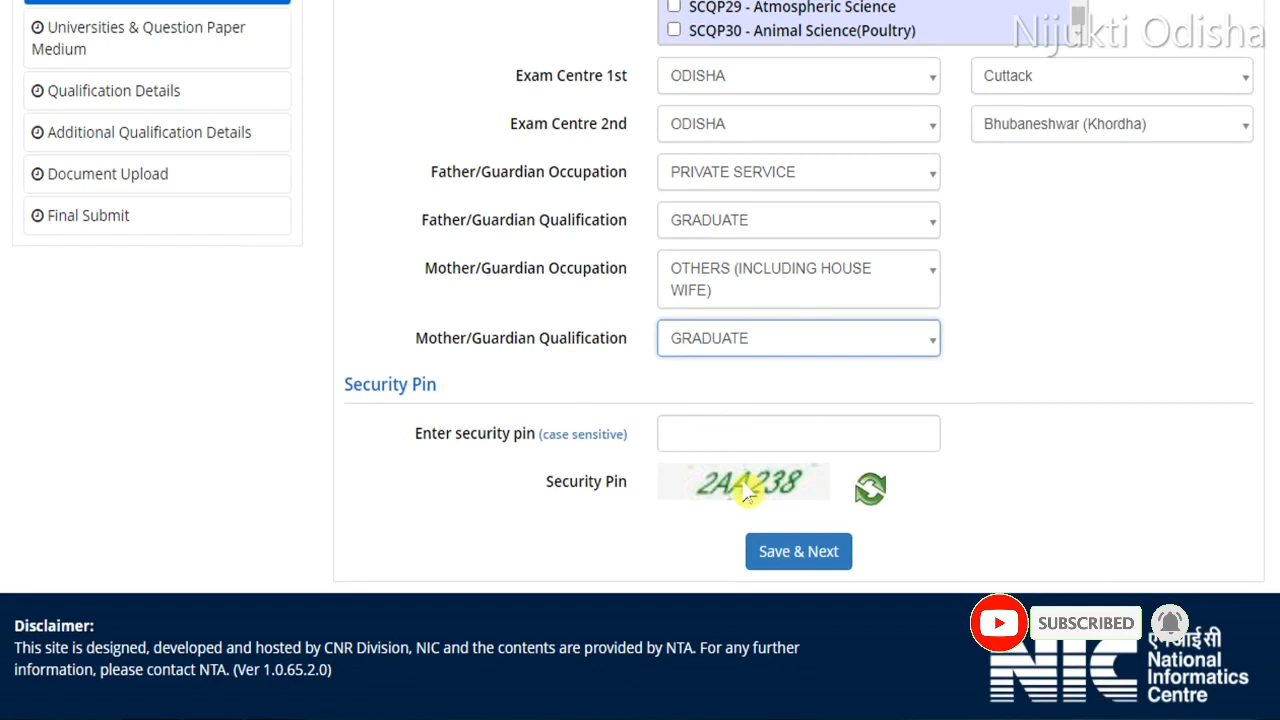 SCQP29 - Atmospheric Science
Universities & Question Paper
Medium
SCQP30 - Animal Science(Poultry)
Nijukti Odisha
Exam Centre 1st ODISHA Cuttack
Qualification Details
Exam Centre 2nd ODISHA Bhubaneshwar (Khordha)
Additional Qualification Details
Father/Guardian Occupation PRIVATE SERVICE
Document Upload
Father/Guardian Qualification GRADUATE
Final Submit
Mother/Guardian Occupation OTHERS (INCLUDING HOUSE
WIFE)
Mother/Guardian Qualification GRADUATE
Security Pin
Enter security pin (case sensitive)
Security Pin 2AA238
Save & Next
Disclaimer:
This site is designed, developed and hosted by CNR Division, NIC and the contents are provided by NTA. For any further
information, please contact NTA. (Ver 1.0.65.2.0)
SUBSCRIBED
NIC
एनआईसी
National
Informatics
Centre